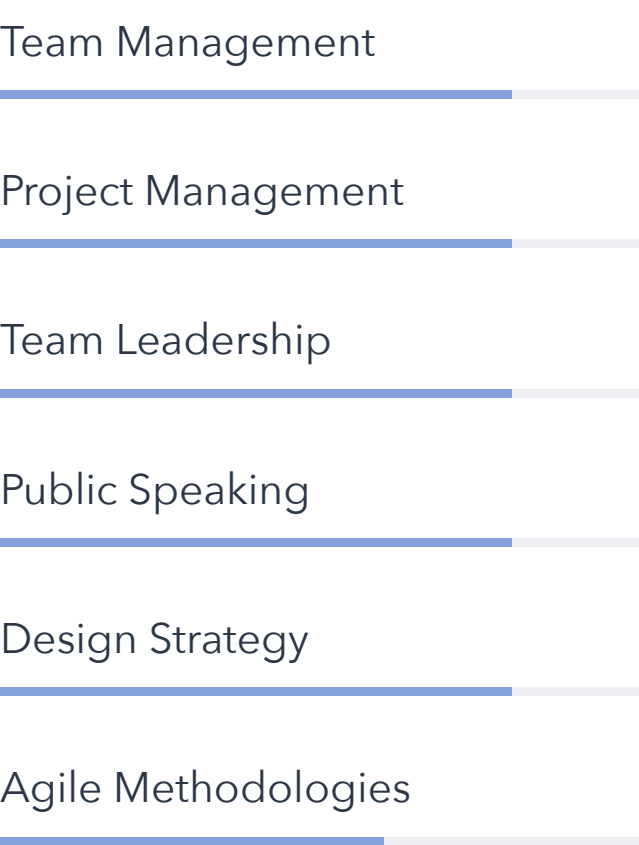 Team Management
Project Management
Team Leadership
Public Speaking
Design Strategy
Agile Methodologies